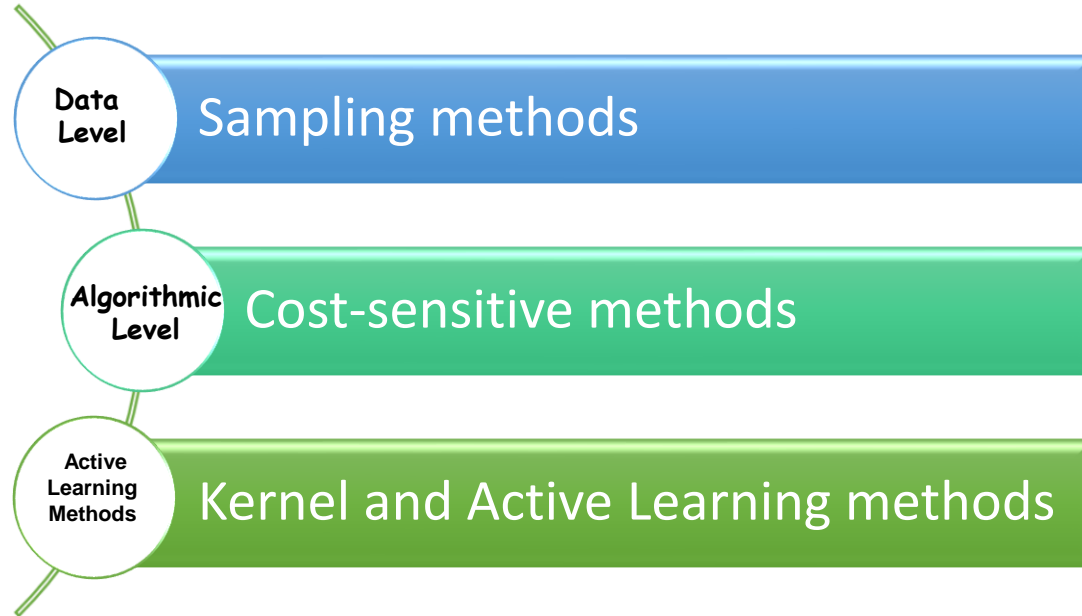 Data
Level
Sampling methods
Algorithmic
Level
Cost-sensitive methods
Active
Learning
Methods
Kernel and Active Learning methods